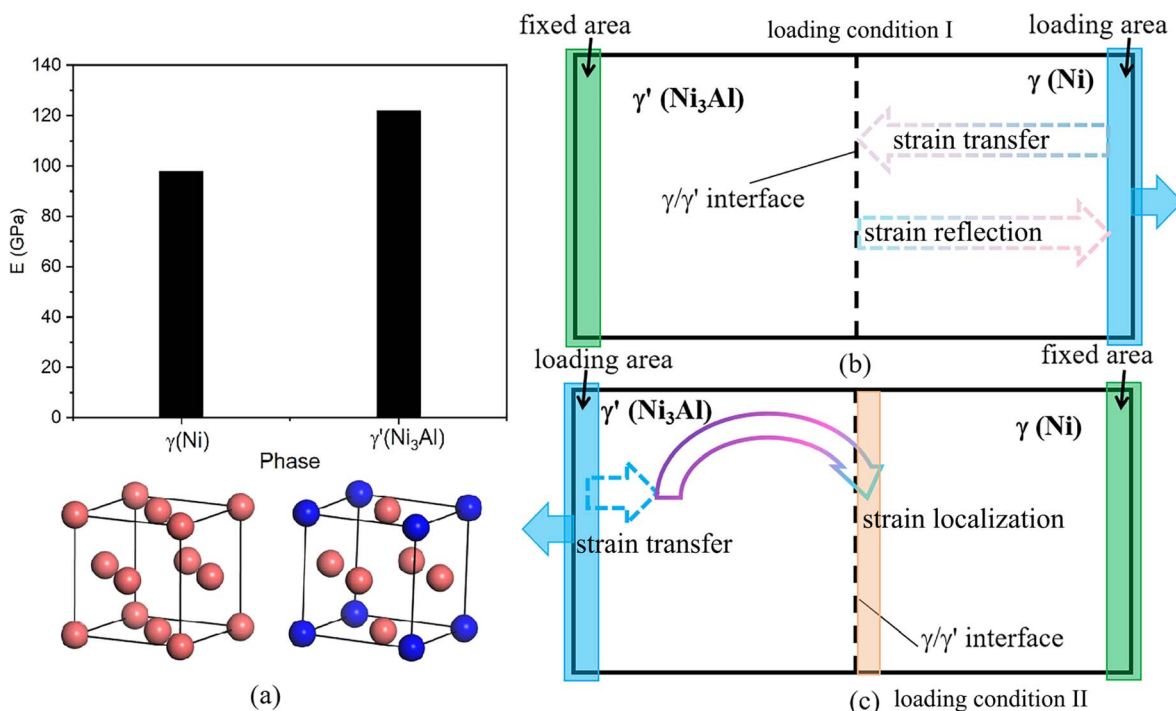 140
120
100
80
60
40
20
0
E (GPa)
γ(Ni)
γ'(Ni₃Al)
Phase
(a)
fixed area
loading condition I
loading area
γ' (Ni₃Al)
γ (Ni)
strain transfer
γ/γ' interface
strain reflection
(b)
loading area
fixed area
γ' (Ni₃Al)
γ (Ni)
strain transfer
strain localization
γ/γ' interface
(c)
loading condition II